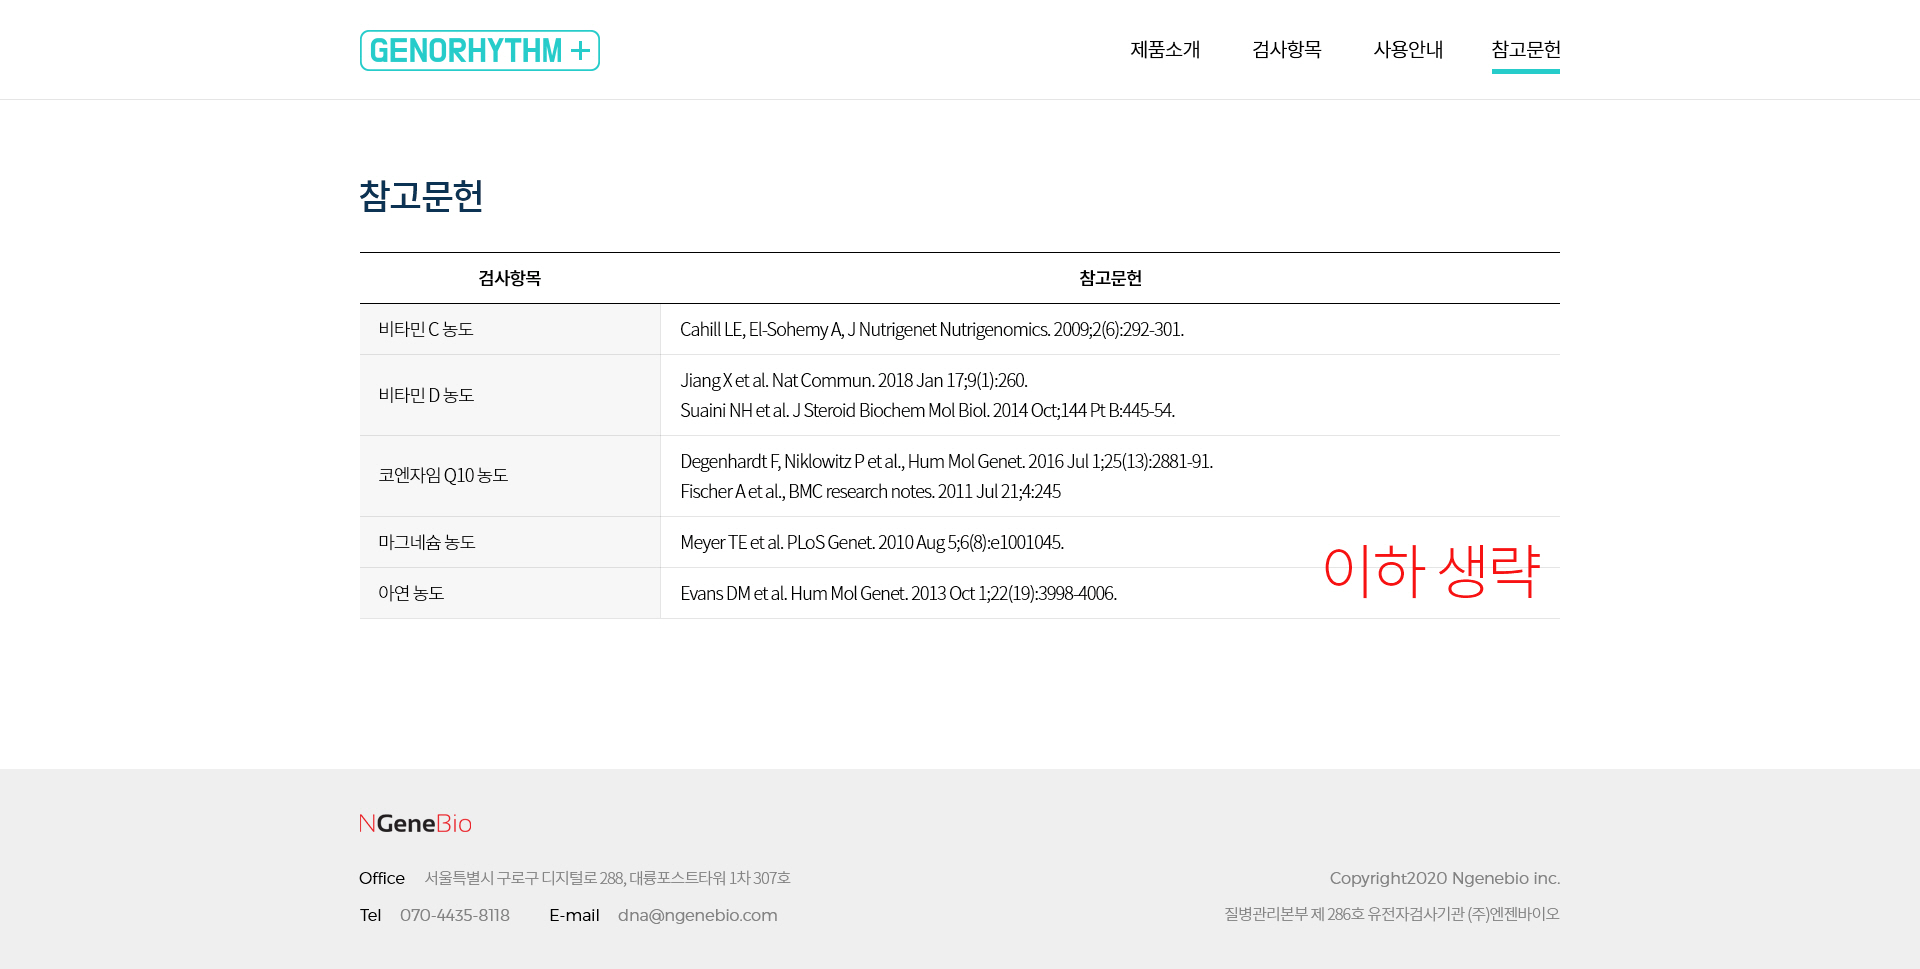 GENORHYTHM +
제품소개 검사항목 사용안내 참고문헌
참고문헌
검사항목 참고문헌
비타민 C 농도 Cahill LE, El-Sohemy A, J Nutrigenet Nutrigenomics. 2009;2(6):292-301.
비타민 D 농도 Jiang X et al. Nat Commun. 2018 Jan 17;9(1):260.
Suaini NH et al. J Steroid Biochem Mol Biol. 2014 Oct;144 Pt B:445-54.
코엔자임 Q10 농도 Degenhardt F, Niklowitz P et al., Hum Mol Genet. 2016 Jul 1;25(13):2881-91.
Fischer A et al., BMC research notes. 2011 Jul 21;4:245
마그네슘 농도 Meyer TE et al. PLoS Genet. 2010 Aug 5;6(8):e1001045.
이하 생략
아연 농도 Evans DM et al. Hum Mol Genet. 2013 Oct 1;22(19):3998-4006.
NGeneBio
Office 서울특별시 구로구 디지털로 288, 대륭포스트타워 1차 307호
Copyright2020 Ngenebio inc.
Tel 070-4435-8118 E-mail dna@ngenebio.com
질병관리본부 제 286호 유전자검사기관 (주)엔젠바이오